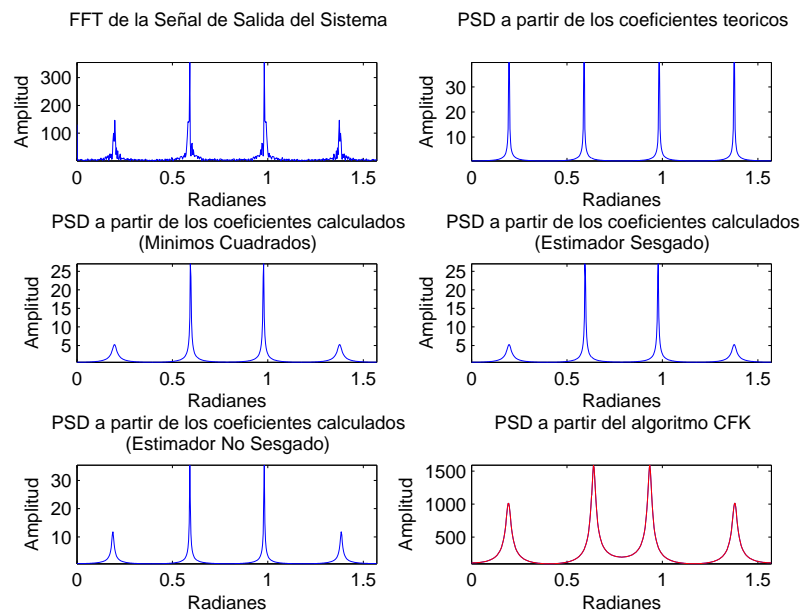 FFT de la Señal de Salida del Sistema
Amplitud
300
200
100
0
0.5
1
1.5
Radianes
PSD a partir de los coeficientes teoricos
Amplitud
30
20
10
0
0.5
1
1.5
Radianes
PSD a partir de los coeficientes calculados
(Minimos Cuadrados)
Amplitud
25
20
15
10
5
0
0.5
1
1.5
Radianes
PSD a partir de los coeficientes calculados
(Estimador Sesgado)
Amplitud
25
20
15
10
5
0
0.5
1
1.5
Radianes
PSD a partir de los coeficientes calculados
(Estimador No Sesgado)
Amplitud
30
20
10
0
0.5
1
1.5
Radianes
PSD a partir del algoritmo CFK
Amplitud
1500
1000
500
0
0.5
1
1.5
Radianes